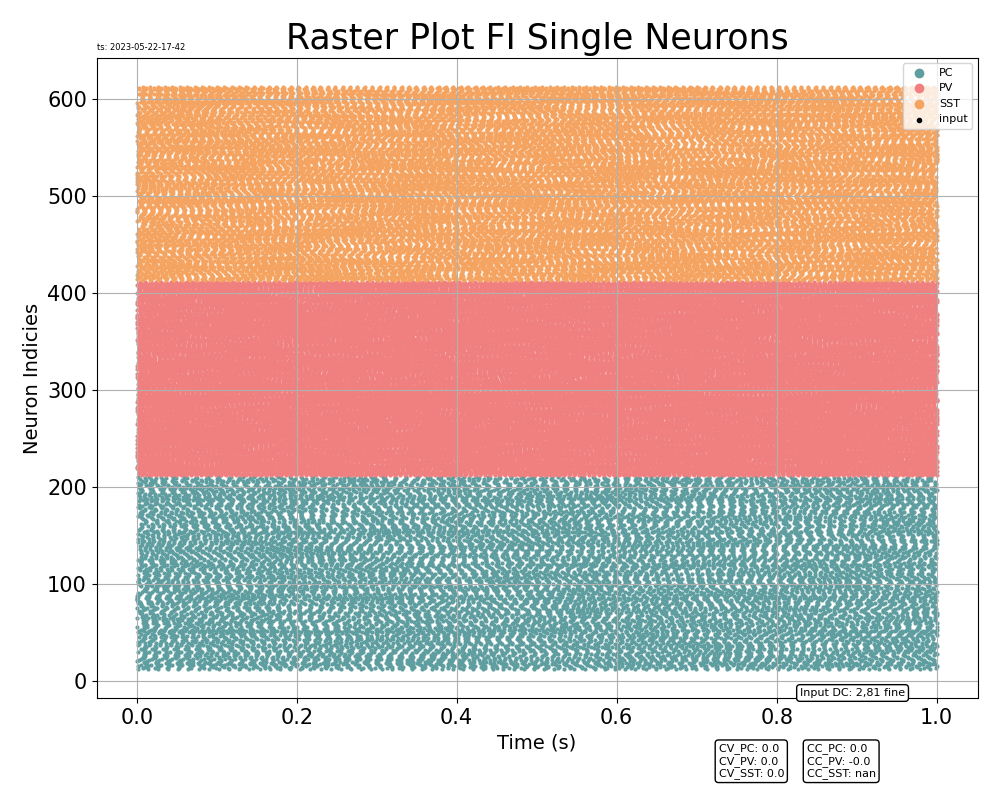 Raster Plot FI Single Neurons
ts: 2023-05-22-17-42
PC
PV
SST
input
600
500
400
300
200
100
0
Neuron Indicies
0.0 0.2 0.4 0.6 0.8 1.0
Time (s)
Input DC: 2,81 fine
CV_PC: 0.0
CV_PV: 0.0
CV_SST: 0.0
CC_PC: 0.0
CC_PV: -0.0
CC_SST: nan